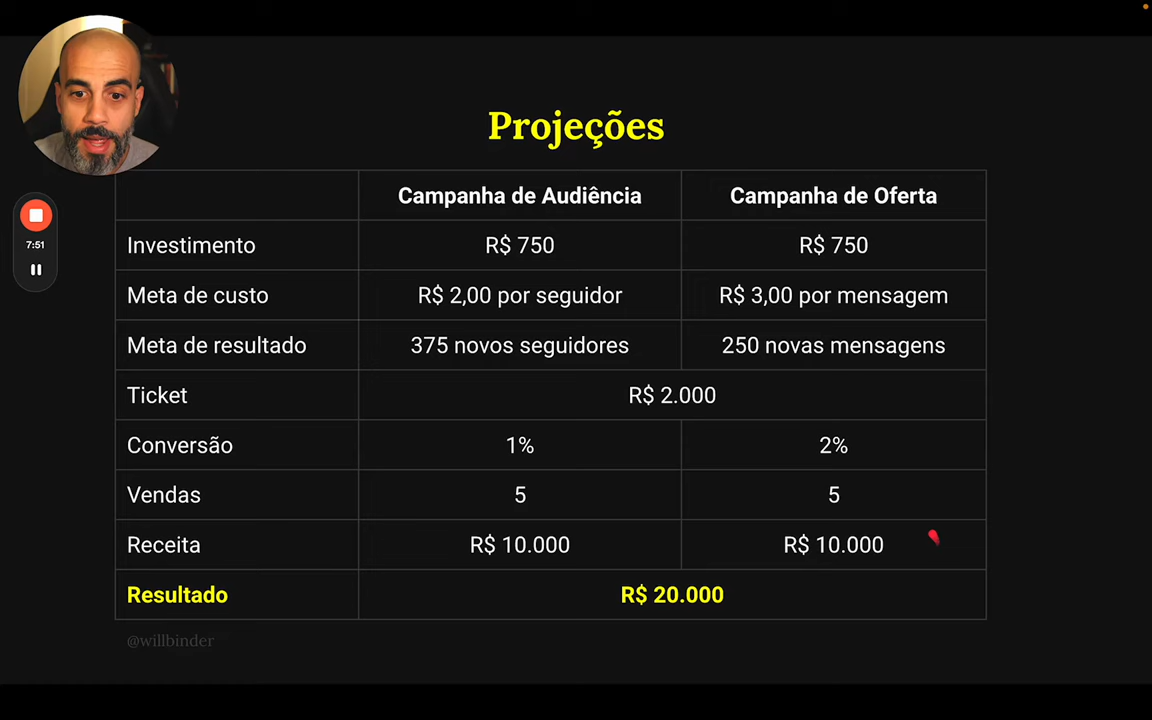 Projeções
Campanha de Audiência Campanha de Oferta
Investimento R$ 750 R$ 750
Meta de custo R$ 2,00 por seguidor R$ 3,00 por mensagem
Meta de resultado 375 novos seguidores 250 novas mensagens
Ticket R$ 2.000
Conversão 1% 2%
Vendas 5 5
Receita R$ 10.000 R$ 10.000
Resultado R$ 20.000
7:51
@willbinder